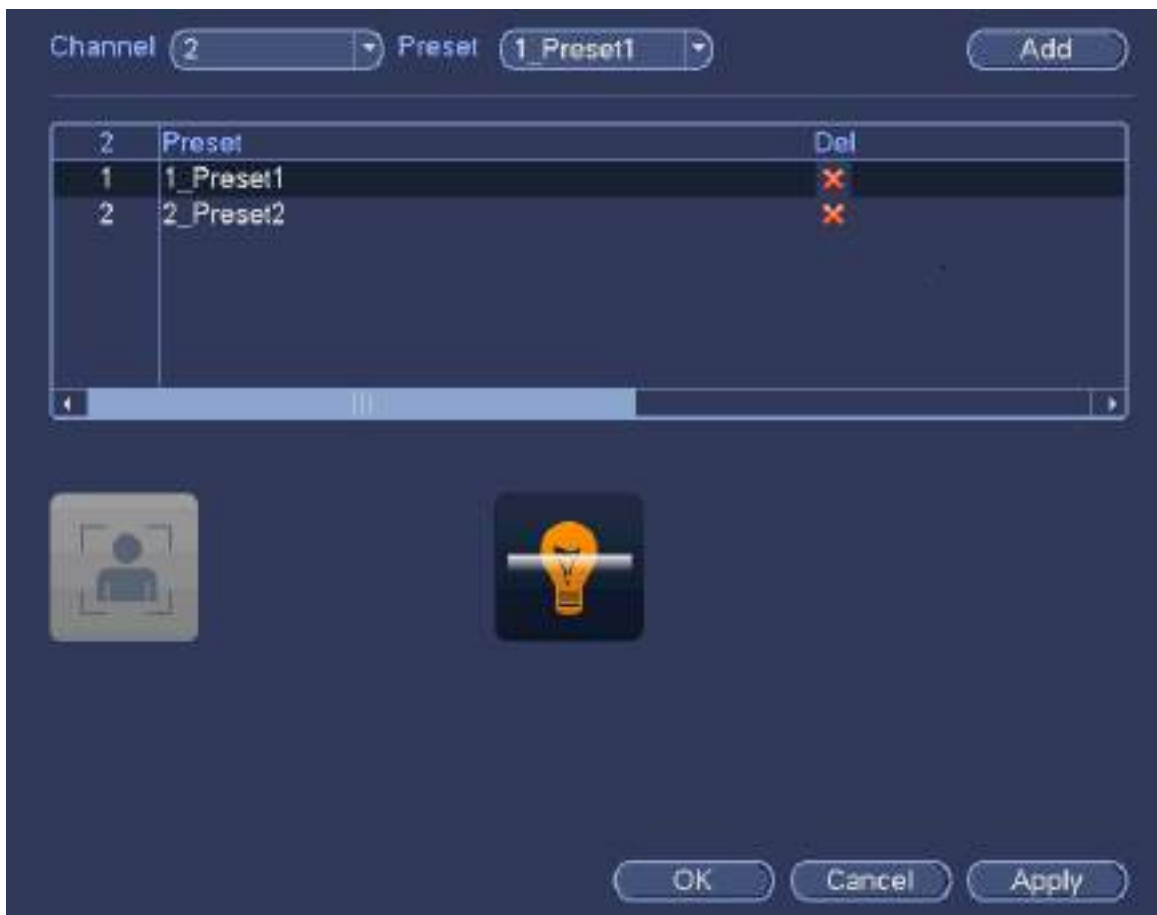 Channel 2 Preset 1_Preset1 Add
2 Preset Del
1 1_Preset1
2 2_Preset2
OK Cancel Apply